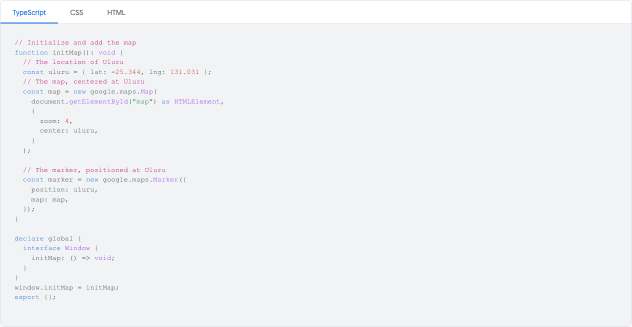 TypeScript CSS HTML
// Initialize and add the map
function initMap(): void {
  // The location of Uluru
  const uluru = { lat: -25.344, lng: 131.031 };
  // The map, centered at Uluru
  const map = new google.maps.Map(
    document.getElementById("map") as HTMLElement,
    {
      zoom: 4,
      center: uluru,
    }
  );

  // The marker, positioned at Uluru
  const marker = new google.maps.Marker({
    position: uluru,
    map: map,
  });
}

declare global {
  interface Window {
    initMap: () => void;
  }
}
window.initMap = initMap;
export {};